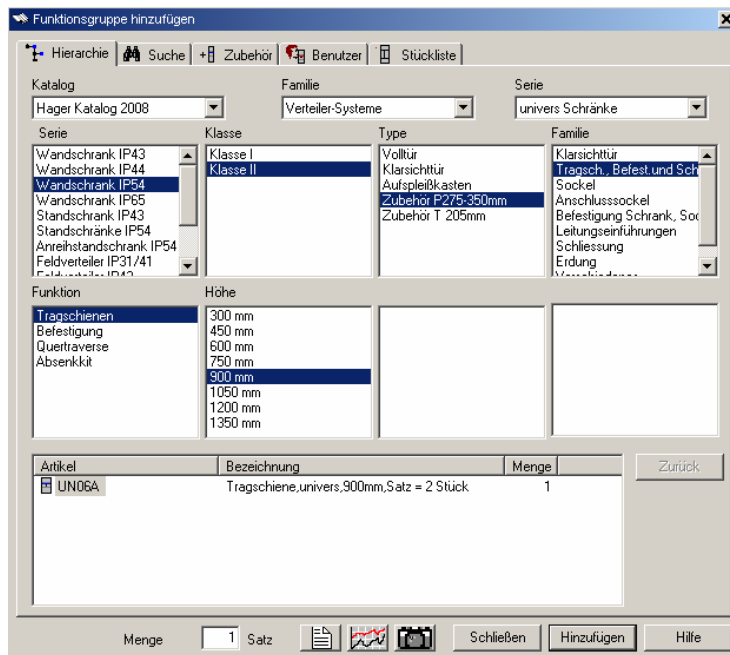 Funktionsgruppe hinzufügen
Hierarchie Suche Zubehör Benutzer Stückliste
Katalog Familie Serie
Hager Katalog 2008 Verteiler-Systeme univers Schränke
Serie Klasse Type Familie
Wandschrank IP43 Klasse I Volltür Klarsichttür
Wandschrank IP44 Klasse II Klarsichttür Tragsch., Befest.und Sch
Wandschrank IP54 Aufspleißkasten Sockel
Wandschrank IP65 Zubehör P275-350mm Anschlusssockel
Standschrank IP43 Zubehör T 205mm Befestigung Schrank, Soc
Standschränke IP54 Leitungseinführungen
Anreihstandschrank IP54 Schliessung
Feldverteiler IP31/41 Erdung
Feldverteiler IP43 Verschiedenes
Funktion Höhe
Tragschienen 300 mm
Befestigung 450 mm
Quertraverse 600 mm
Absenkkit 750 mm
900 mm
1050 mm
1200 mm
1350 mm
Artikel Bezeichnung Menge Zurück
UN06A Tragschiene,univers,900mm,Satz = 2 Stück 1
Menge 1 Satz Schließen Hinzufügen Hilfe